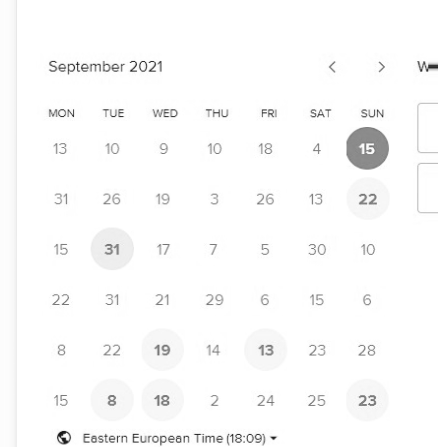 September 2021
MON TUE WED THU FRI SAT SUN
13 10 9 10 18 4 15
31 26 19 3 26 13 22
15 31 17 7 5 30 10
22 31 21 29 6 15 6
8 22 19 14 13 23 28
15 8 18 2 24 25 23
Eastern European Time (18:09)